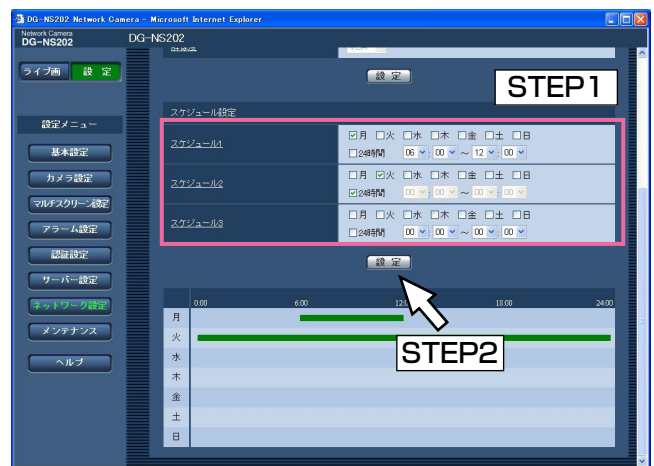 DG-NS202 Network Camera - Microsoft Internet Explorer
Network Camera
DG-NS202
DG-NS202
ライブ画 設 定
設 定
STEP1
スケジュール設定
設定メニュー
基本設定
カメラ設定
マルチスクリーン設定
アラーム設定
認証設定
サーバー設定
ネットワーク設定
メンテナンス
ヘルプ
スケジュール1
月 火 水 木 金 土 日
24時間 06 : 00 ～ 12 : 00
スケジュール2
月 火 水 木 金 土 日
24時間 00 : 00 ～ 00 : 00
スケジュール3
月 火 水 木 金 土 日
24時間 00 : 00 ～ 00 : 00
設 定
0:00 6:00 18:00 24:00
月
火
STEP2
水
木
金
土
日